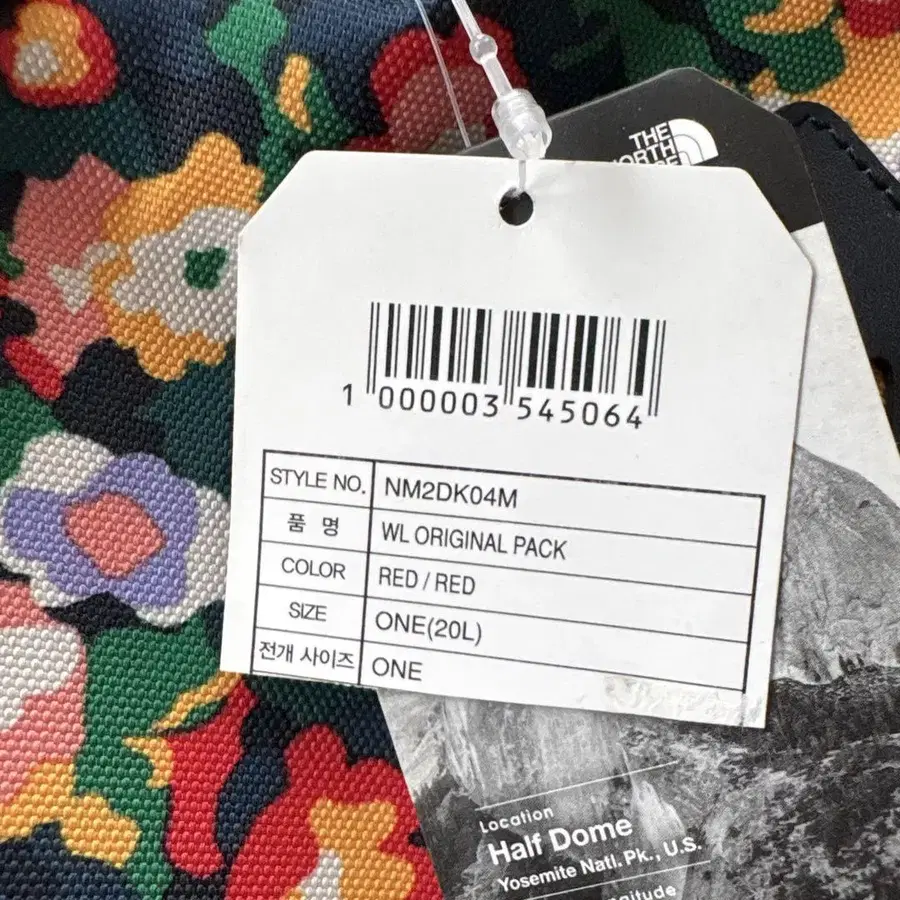 THE
NORTH
1 000003 545064
STYLE NO. NM2DK04M
품 명 WL ORIGINAL PACK
COLOR RED / RED
SIZE ONE(20L)
전개 사이즈 ONE
Location
Half Dome
Yosemite Natl. Pk., U.S.